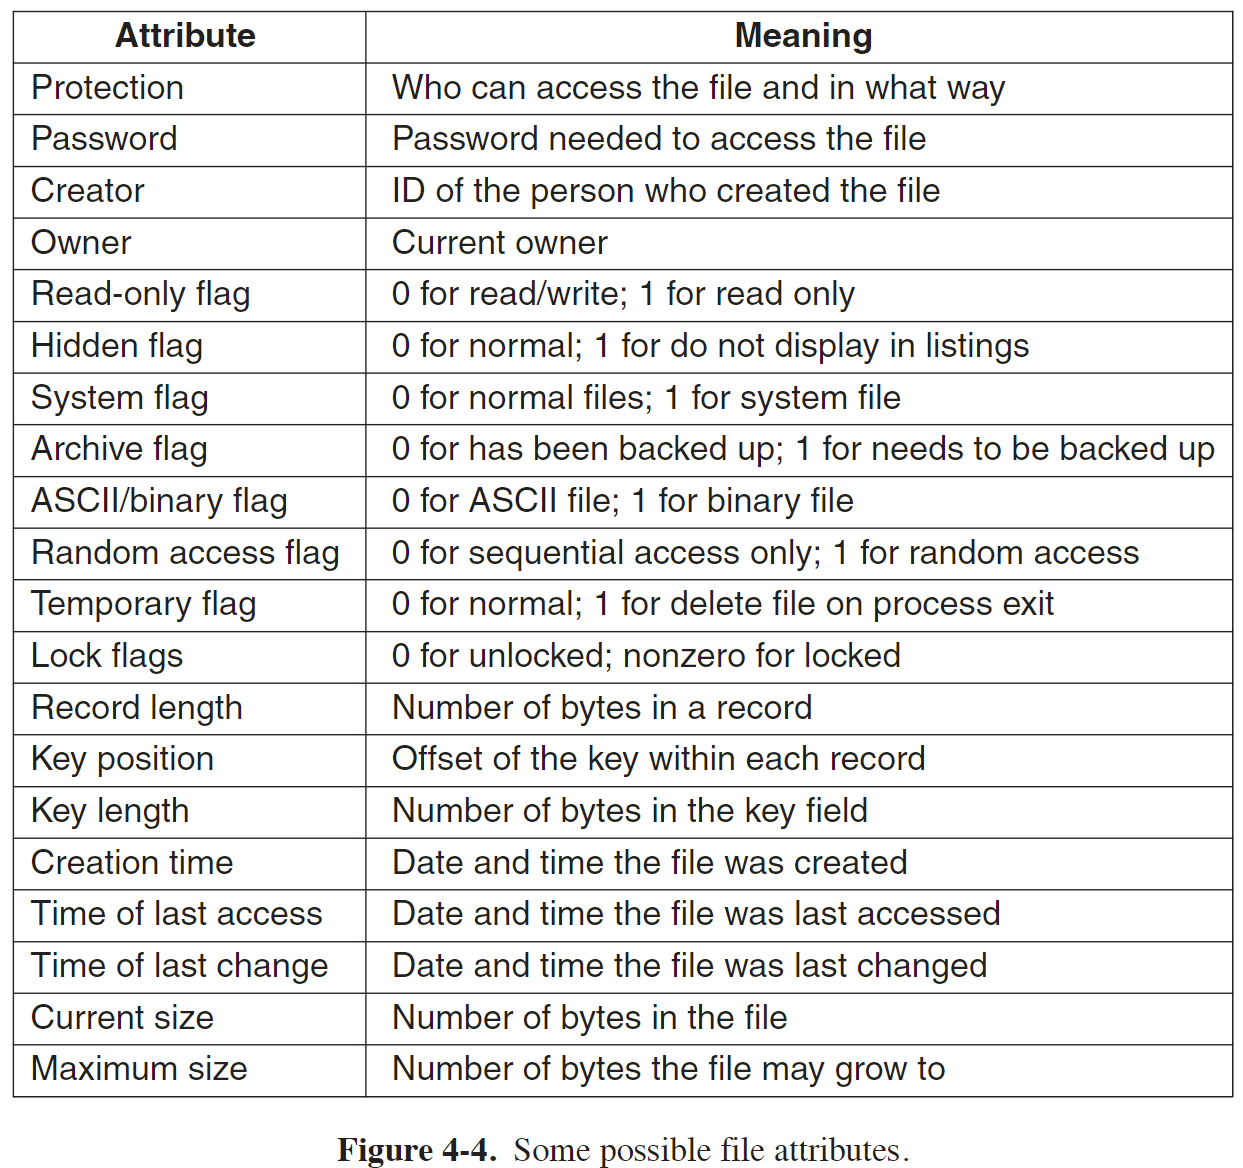 Attribute Meaning
Protection Who can access the file and in what way
Password Password needed to access the file
Creator ID of the person who created the file
Owner Current owner
Read-only flag 0 for read/write; 1 for read only
Hidden flag 0 for normal; 1 for do not display in listings
System flag 0 for normal files; 1 for system file
Archive flag 0 for has been backed up; 1 for needs to be backed up
ASCII/binary flag 0 for ASCII file; 1 for binary file
Random access flag 0 for sequential access only; 1 for random access
Temporary flag 0 for normal; 1 for delete file on process exit
Lock flags 0 for unlocked; nonzero for locked
Record length Number of bytes in a record
Key position Offset of the key within each record
Key length Number of bytes in the key field
Creation time Date and time the file was created
Time of last access Date and time the file was last accessed
Time of last change Date and time the file was last changed
Current size Number of bytes in the file
Maximum size Number of bytes the file may grow to
Figure 4-4. Some possible file attributes.